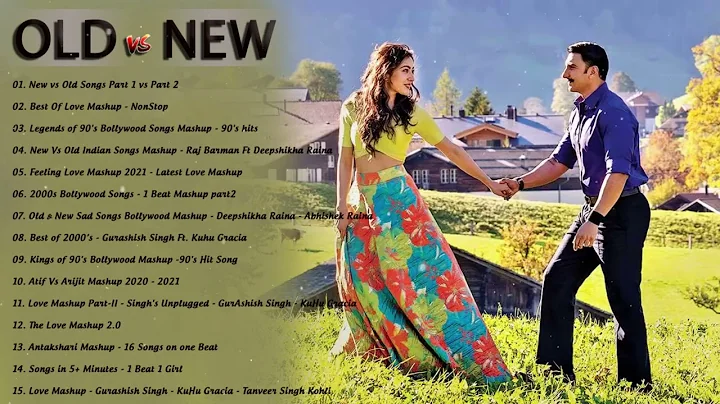 OLD vs NEW
01. New vs Old Songs Part 1 vs Part 2
02. Best Of Love Mashup - NonStop
03. Legends of 90's Bollywood Songs Mashup - 90's hits
04. New Vs Old Indian Songs Mashup - Raj Barman Ft Deepshikha Raina
05. Feeling Love Mashup 2021 - Latest Love Mashup
06. 2000s Bollywood Songs - 1 Beat Mashup part2
07. Old & New Sad Songs Bollywood Mashup - Deepshikha Raina - Abhishek Raina
08. Best of 2000's - Gurashish Singh Ft. Kuhu Gracia
09. Kings of 90's Bollywood Mashup -90's Hit Song
10. Atif Vs Arijit Mashup 2020 - 2021
11. Love Mashup Part-II - Singh's Unplugged - GurAshish Singh - KuHu Gracia
12. The Love Mashup 2.0
13. Antakshari Mashup - 16 Songs on one Beat
14. Songs in 5+ Minutes - 1 Beat 1 Girl
15. Love Mashup - Gurashish Singh - KuHu Gracia - Tanveer Singh Kohli